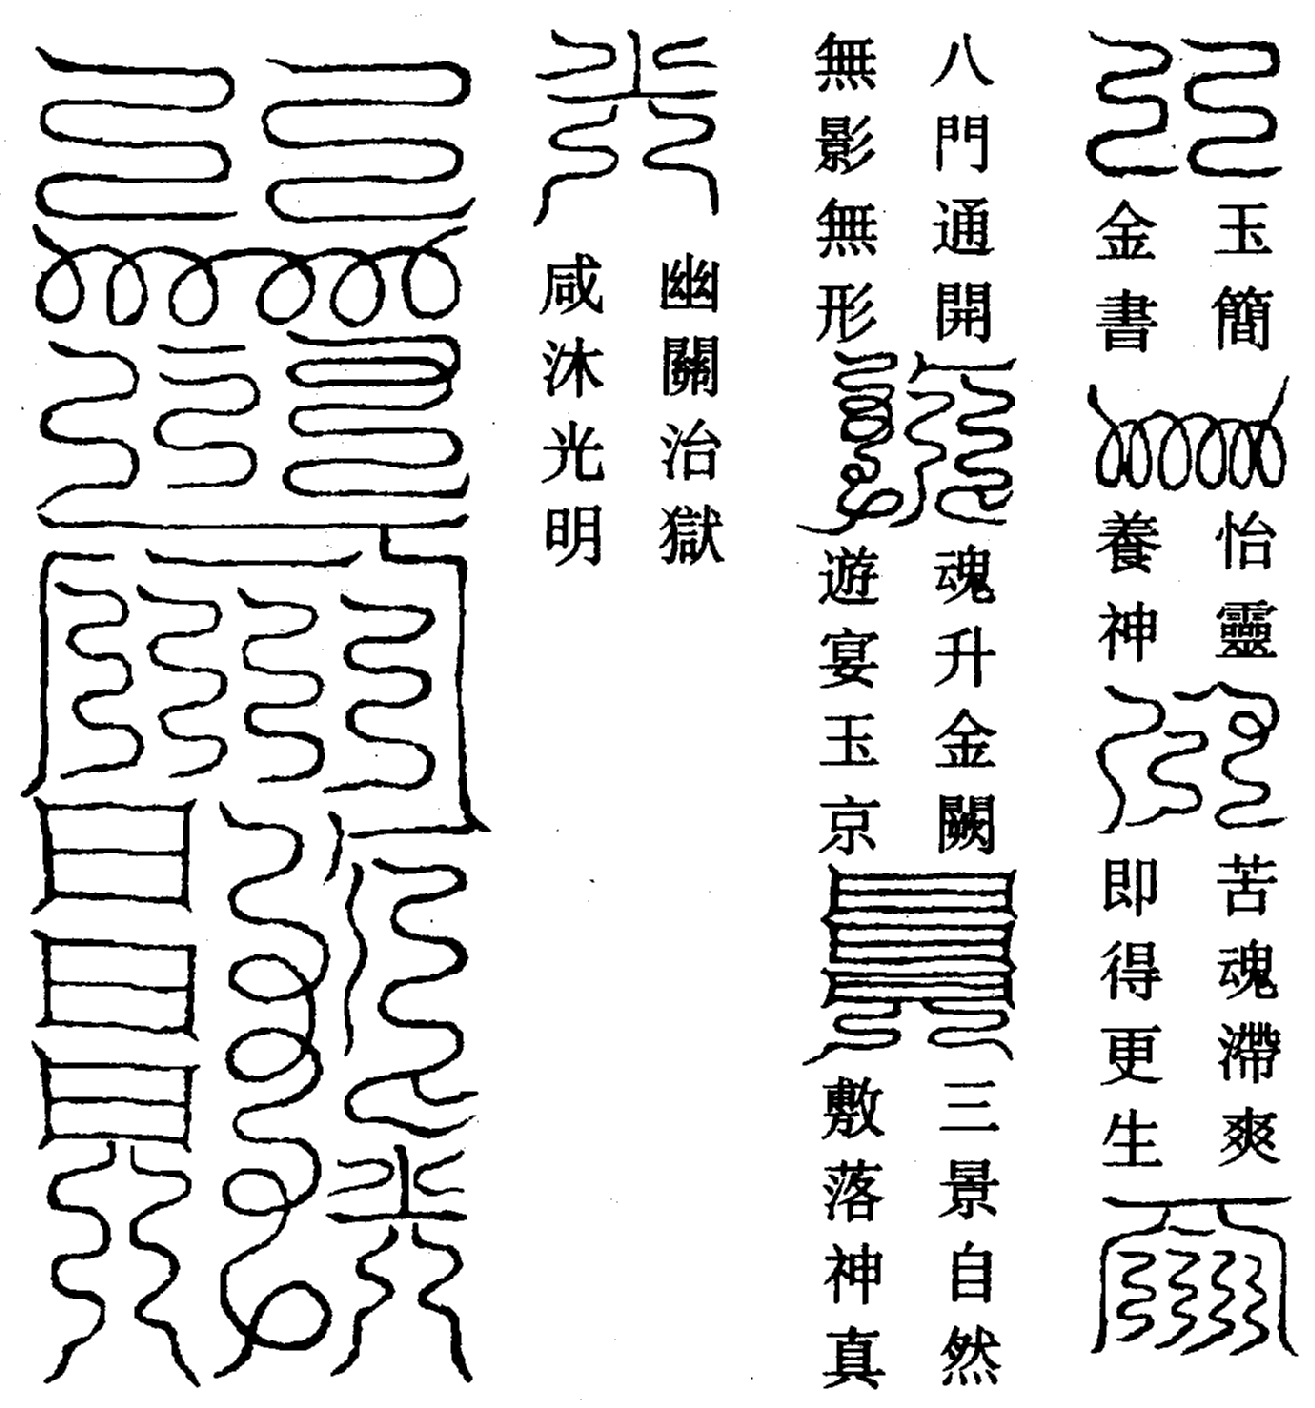 玉簡
金書
怡靈
養神
苦魂滯爽
即得更生
八門通開
無影無形
魂升金闕
遊宴玉京
三景自然
敷落神真
幽關治獄
咸沐光明